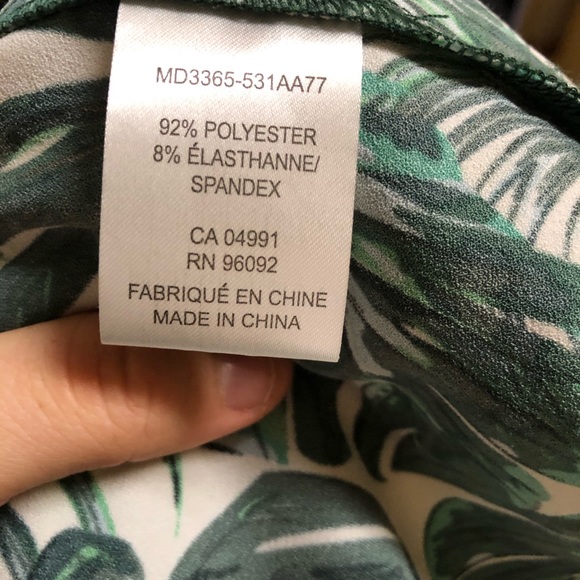 MD3365-531AA77
92% POLYESTER
8% ÉLASTHANNE/
SPANDEX
CA 04991
RN 96092
FABRIQUÉ EN CHINE
MADE IN CHINA